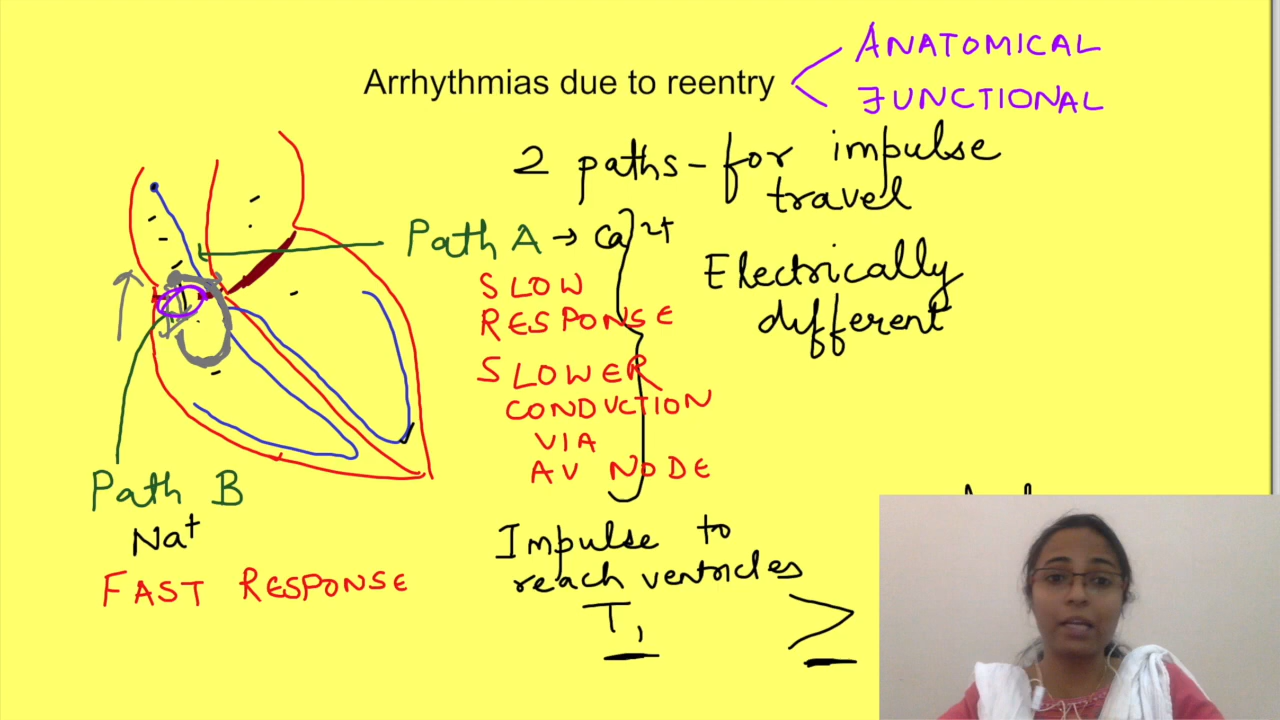 Arrhythmias due to reentry
ANATOMICAL
FUNCTIONAL
2 paths - for impulse
travel
Path A → Ca2+
SLOW
RESPONSE
SLOWER
CONDUCTION
VIA
AV NODE
Electrically
different
Path B
Na+
FAST RESPONSE
Impulse to
reach ventricles
T1 >